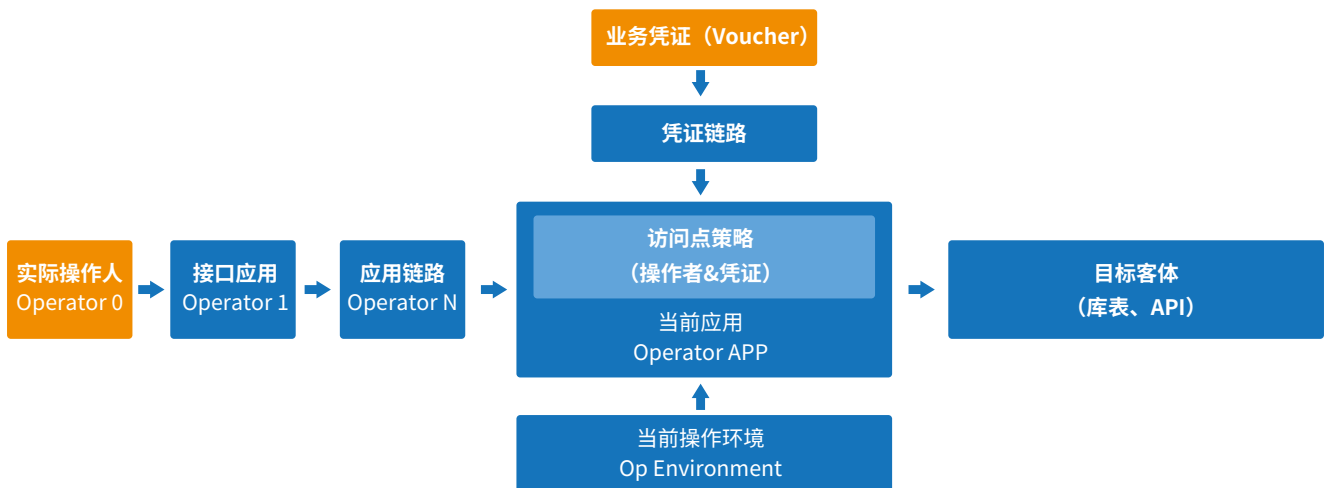 业务凭证（Voucher）
凭证链路
实际操作人
Operator 0
接口应用
Operator 1
应用链路
Operator N
访问点策略
（操作者&凭证）
当前应用
Operator APP
目标客体
（库表、API）
当前操作环境
Op Environment